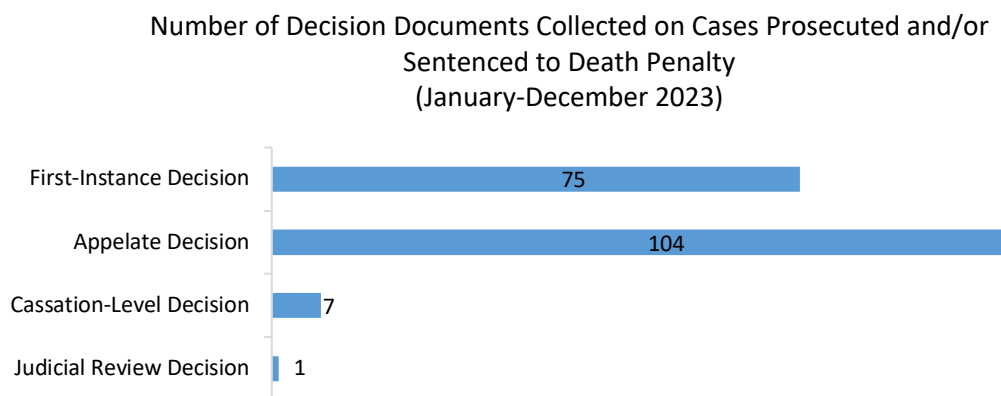 Number of Decision Documents Collected on Cases Prosecuted and/or
Sentenced to Death Penalty
(January-December 2023)
First-Instance Decision
75
Appelate Decision
104
Cassation-Level Decision
7
Judicial Review Decision
1